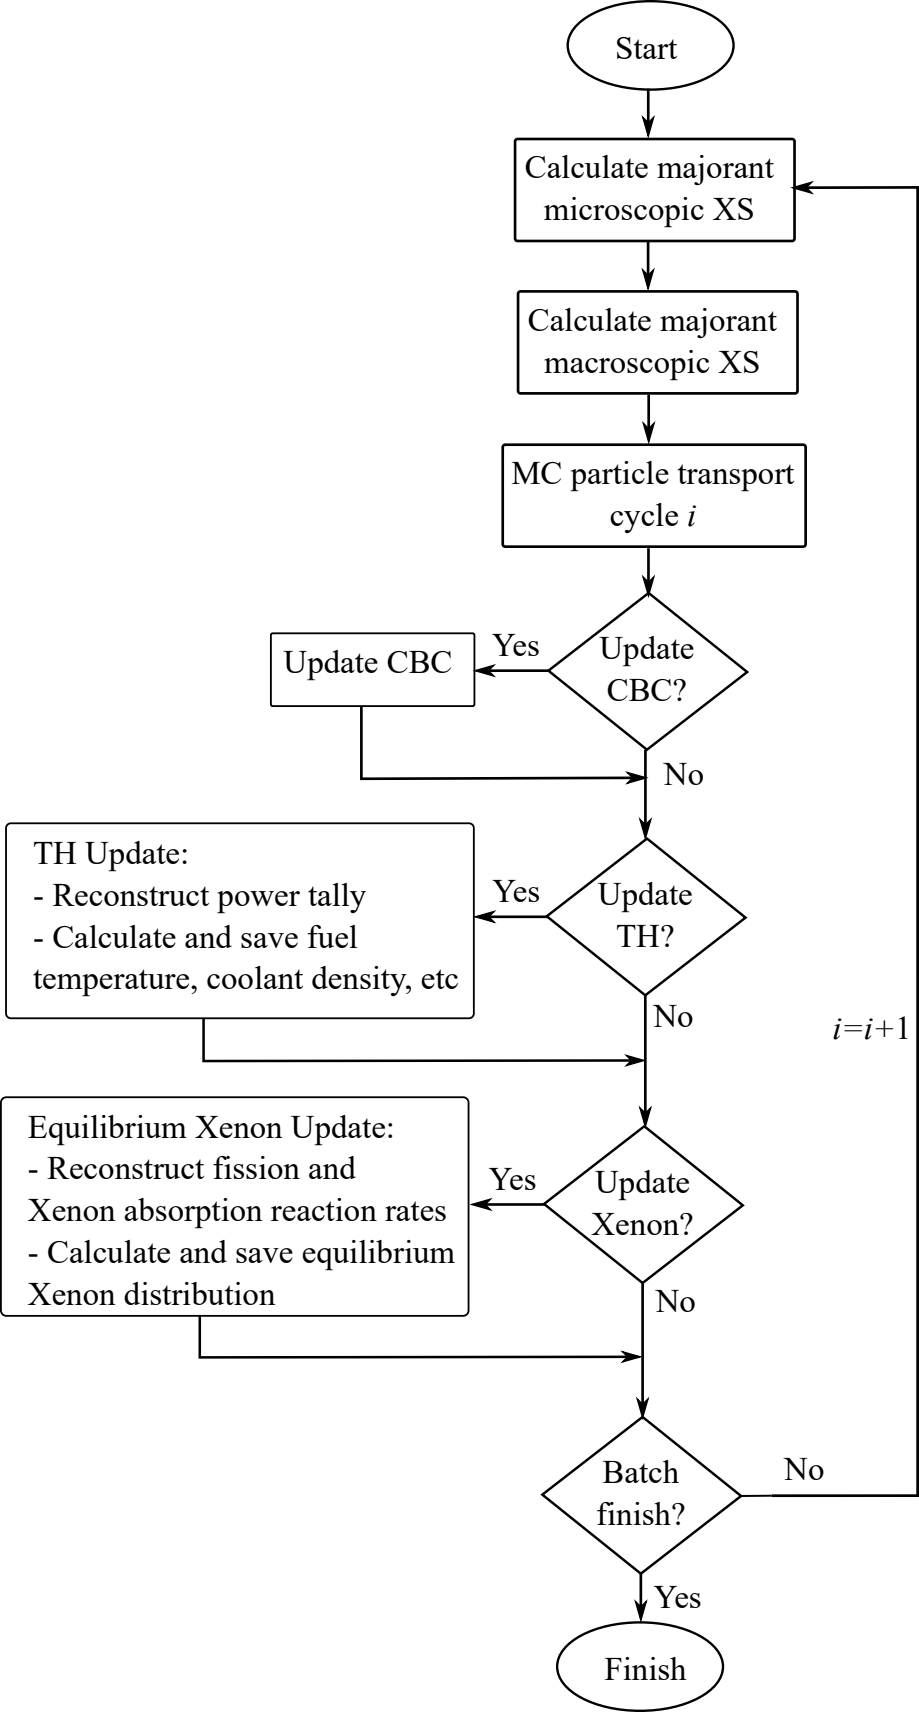 Start
Calculate majorant
microscopic XS
Calculate majorant
macroscopic XS
MC particle transport
cycle i
Update
CBC?
Yes
Update CBC
No
Update
TH?
Yes
TH Update:
- Reconstruct power tally
- Calculate and save fuel
temperature, coolant density, etc
No
i=i+1
Update
Xenon?
Yes
Equilibrium Xenon Update:
- Reconstruct fission and
Xenon absorption reaction rates
- Calculate and save equilibrium
Xenon distribution
No
Batch
finish?
No
Yes
Finish